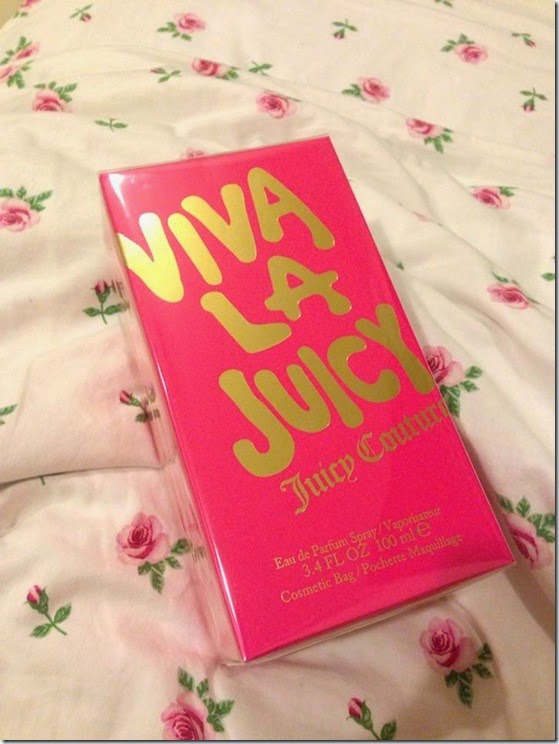 VIVA
LA
JUICY
Juicy Couture
Eau de Parfum Spray / Vaporisateur
3.4 FL OZ 100 ml ℮
Cosmetic Bag / Pochette Maquillage